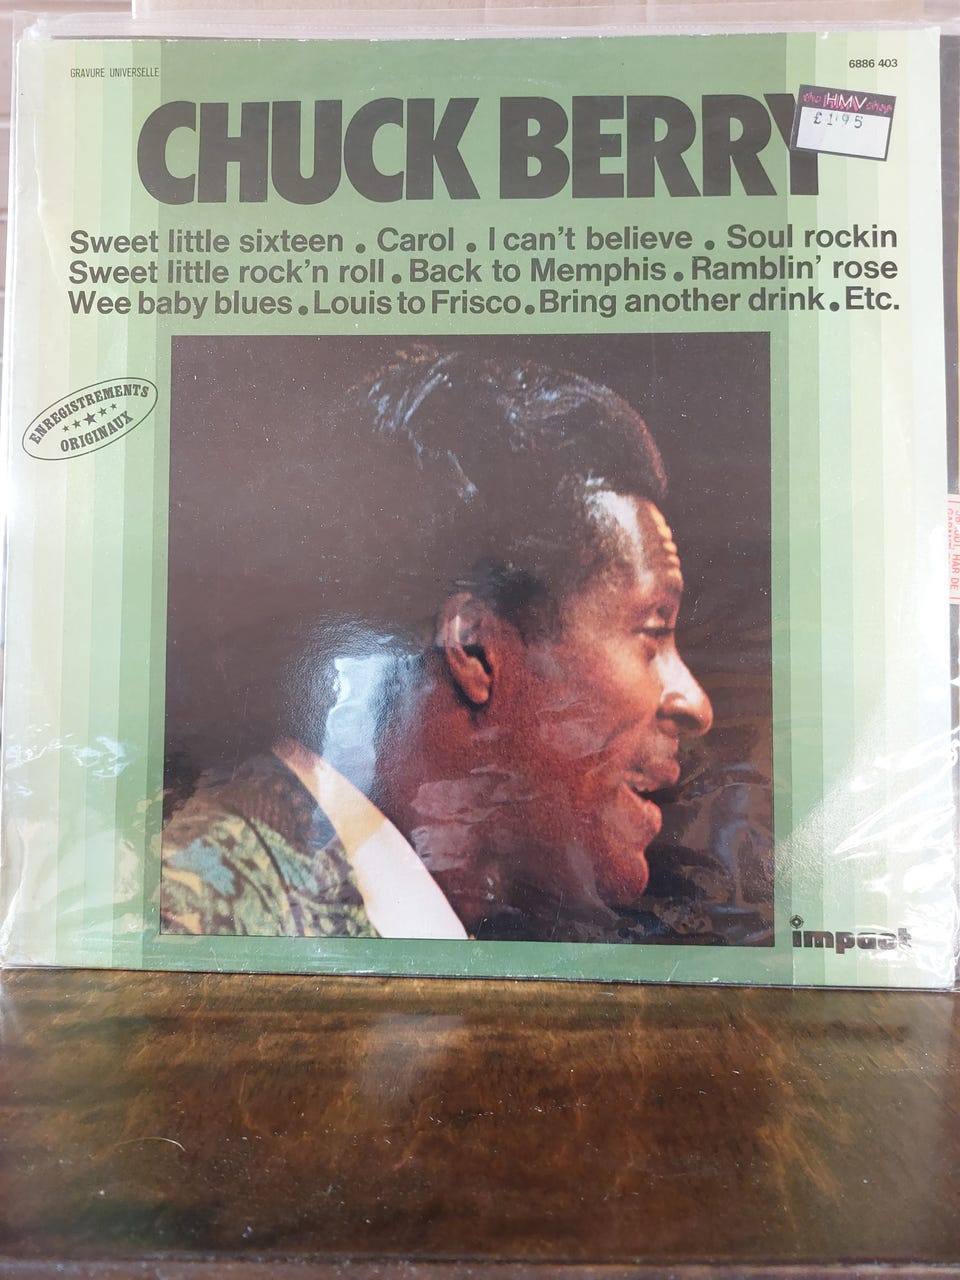 GRAVURE UNIVERSELLE
6886 403
CHUCK BERRY
the HMV shop
£1.95
Sweet little sixteen . Carol . I can't believe . Soul rockin
Sweet little rock'n roll . Back to Memphis . Ramblin' rose
Wee baby blues . Louis to Frisco . Bring another drink . Etc.
ENREGISTREMENTS
ORIGINAUX
impact